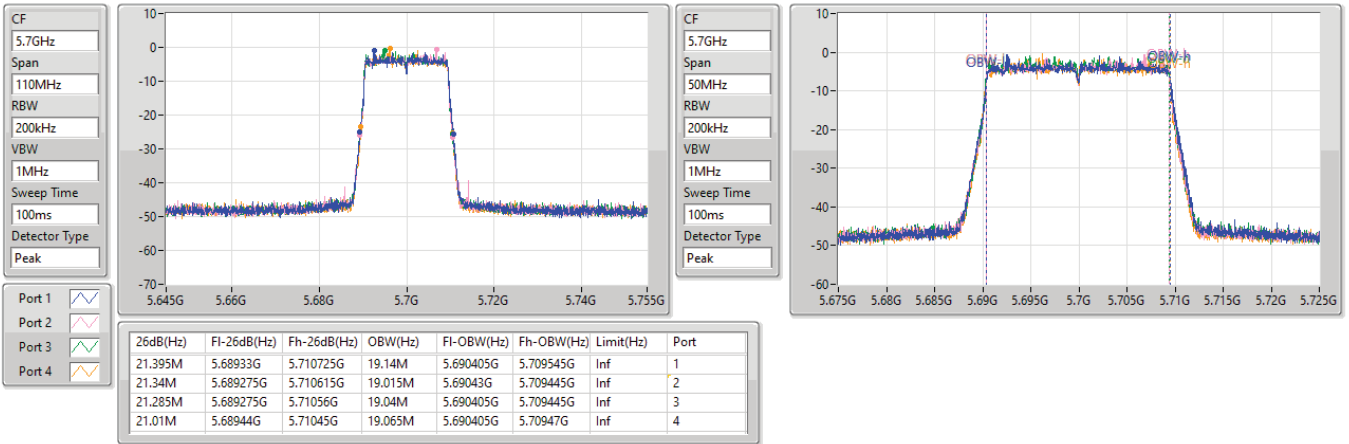 CF
5.7GHz
Span
110MHz
RBW
200kHz
VBW
1MHz
Sweep Time
100ms
Detector Type
Peak
Port 1
Port 2
Port 3
Port 4
10-
0-
-10-
-20-
-30-
-40-
-50-
-60-
-70-
5.645G 5.66G 5.68G 5.7G 5.72G 5.74G 5.755G
CF
5.7GHz
Span
50MHz
RBW
200kHz
VBW
1MHz
Sweep Time
100ms
Detector Type
Peak
10-
0-
-10-
-20-
-30-
-40-
-50-
-60-
OBW-h
5.675G 5.68G 5.685G 5.69G 5.695G 5.7G 5.705G 5.71G 5.715G 5.72G 5.725G
26dB(Hz) Fl-26dB(Hz) Fh-26dB(Hz) OBW(Hz) Fl-OBW(Hz) Fh-OBW(Hz) Limit(Hz) Port
21.395M 5.68933G 5.710725G 19.14M 5.690405G 5.709545G Inf 1
21.34M 5.689275G 5.710615G 19.015M 5.69043G 5.709445G Inf 2
21.285M 5.689275G 5.71056G 19.04M 5.690405G 5.709445G Inf 3
21.01M 5.68944G 5.71045G 19.065M 5.690405G 5.70947G Inf 4